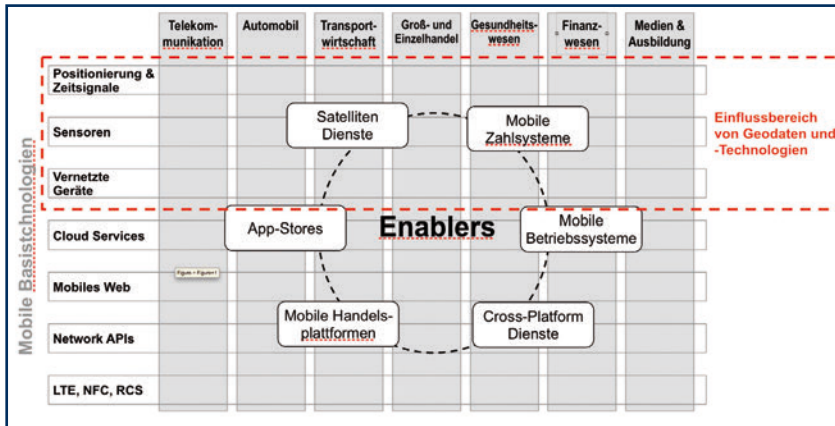 Telekom-
munikation
Automobil
Transport-
wirtschaft
Groß- und
Einzelhandel
Gesundheits-
wesen
Finanz-
wesen
Medien &
Ausbildung
Positionierung &
Zeitsignale
Sensoren
Vernetzte
Geräte
Cloud Services
Mobiles Web
Network APIs
LTE, NFC, RCS
Mobile Basistchnologien
Satelliten
Dienste
Mobile
Zahlsysteme
App-Stores
Enablers
Mobile
Betriebssysteme
Mobile Handels-
plattformen
Cross-Platform
Dienste
Einflussbereich
von Geodaten und
-Technologien